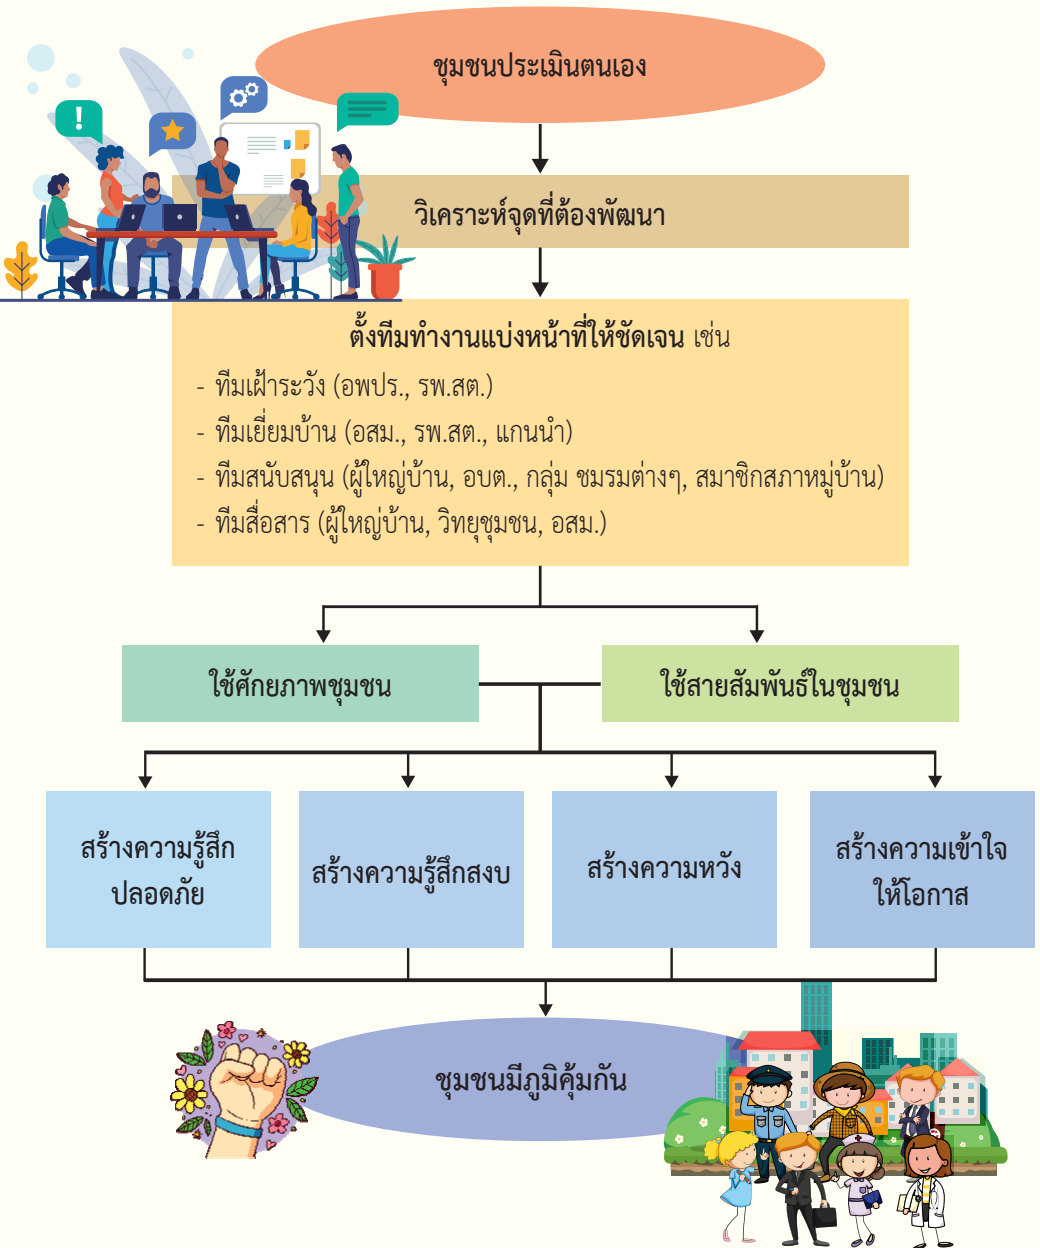 ชุมชนประเมินตนเอง
วิเคราะห์จุดที่ต้องพัฒนา
ตั้งทีมทำงานแบ่งหน้าที่ให้ชัดเจน เช่น
- ทีมเฝ้าระวัง (อพปร., รพ.สต.)
- ทีมเยี่ยมบ้าน (อสม., รพ.สต., แกนนำ)
- ทีมสนับสนุน (ผู้ใหญ่บ้าน, อบต., กลุ่ม ชมรมต่างๆ, สมาชิกสภาหมู่บ้าน)
- ทีมสื่อสาร (ผู้ใหญ่บ้าน, วิทยุชุมชน, อสม.)
ใช้ศักยภาพชุมชน
ใช้สายสัมพันธ์ในชุมชน
สร้างความรู้สึก
ปลอดภัย
สร้างความรู้สึกสงบ
สร้างความหวัง
สร้างความเข้าใจ
ให้โอกาส
ชุมชนมีภูมิคุ้มกัน